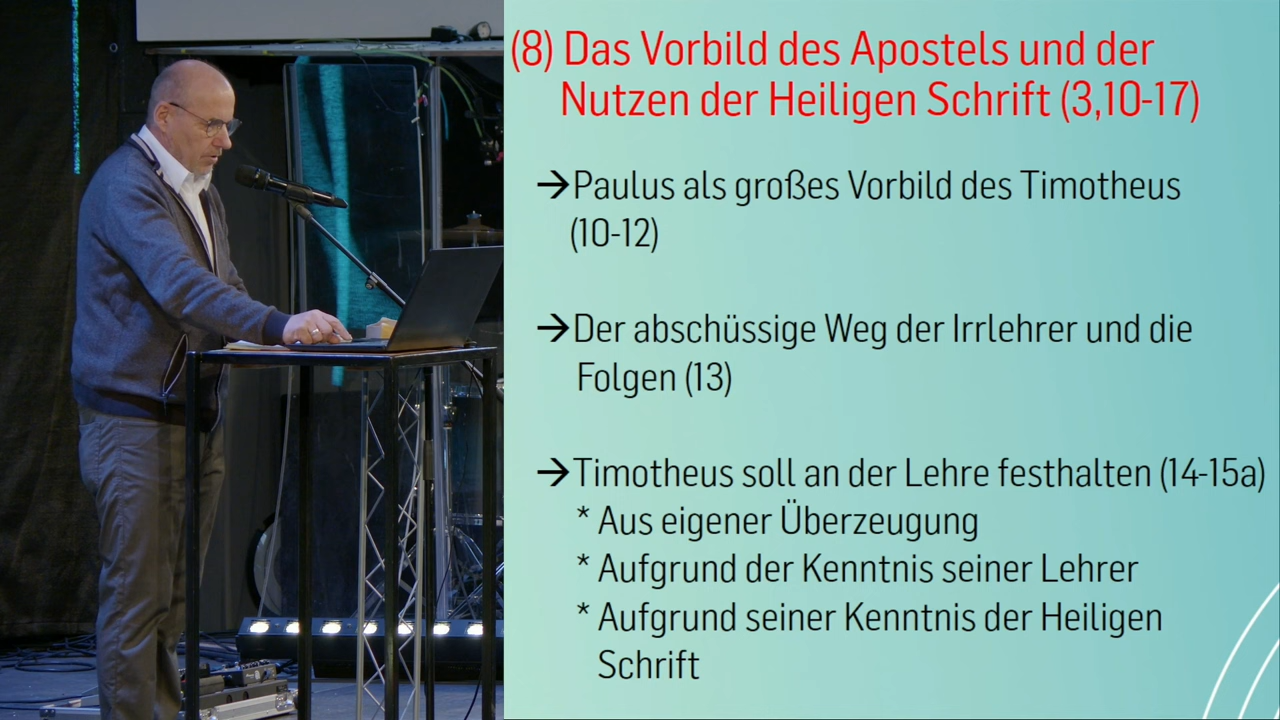 (8) Das Vorbild des Apostels und der
Nutzen der Heiligen Schrift (3,10-17)
→Paulus als großes Vorbild des Timotheus
(10-12)
→Der abschüssige Weg der Irrlehrer und die
Folgen (13)
→Timotheus soll an der Lehre festhalten (14-15a)
* Aus eigener Überzeugung
* Aufgrund der Kenntnis seiner Lehrer
* Aufgrund seiner Kenntnis der Heiligen
Schrift